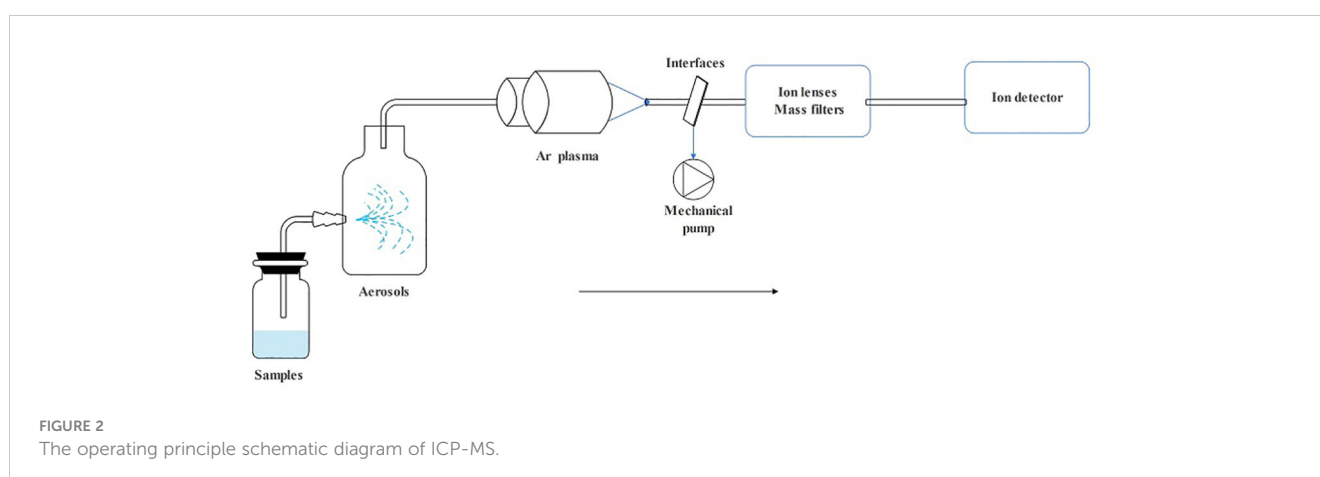 Interfaces
Ion lenses
Mass filters
Ion detector
Ar plasma
Mechanical
pump
Aerosols
Samples
FIGURE 2
The operating principle schematic diagram of ICP-MS.